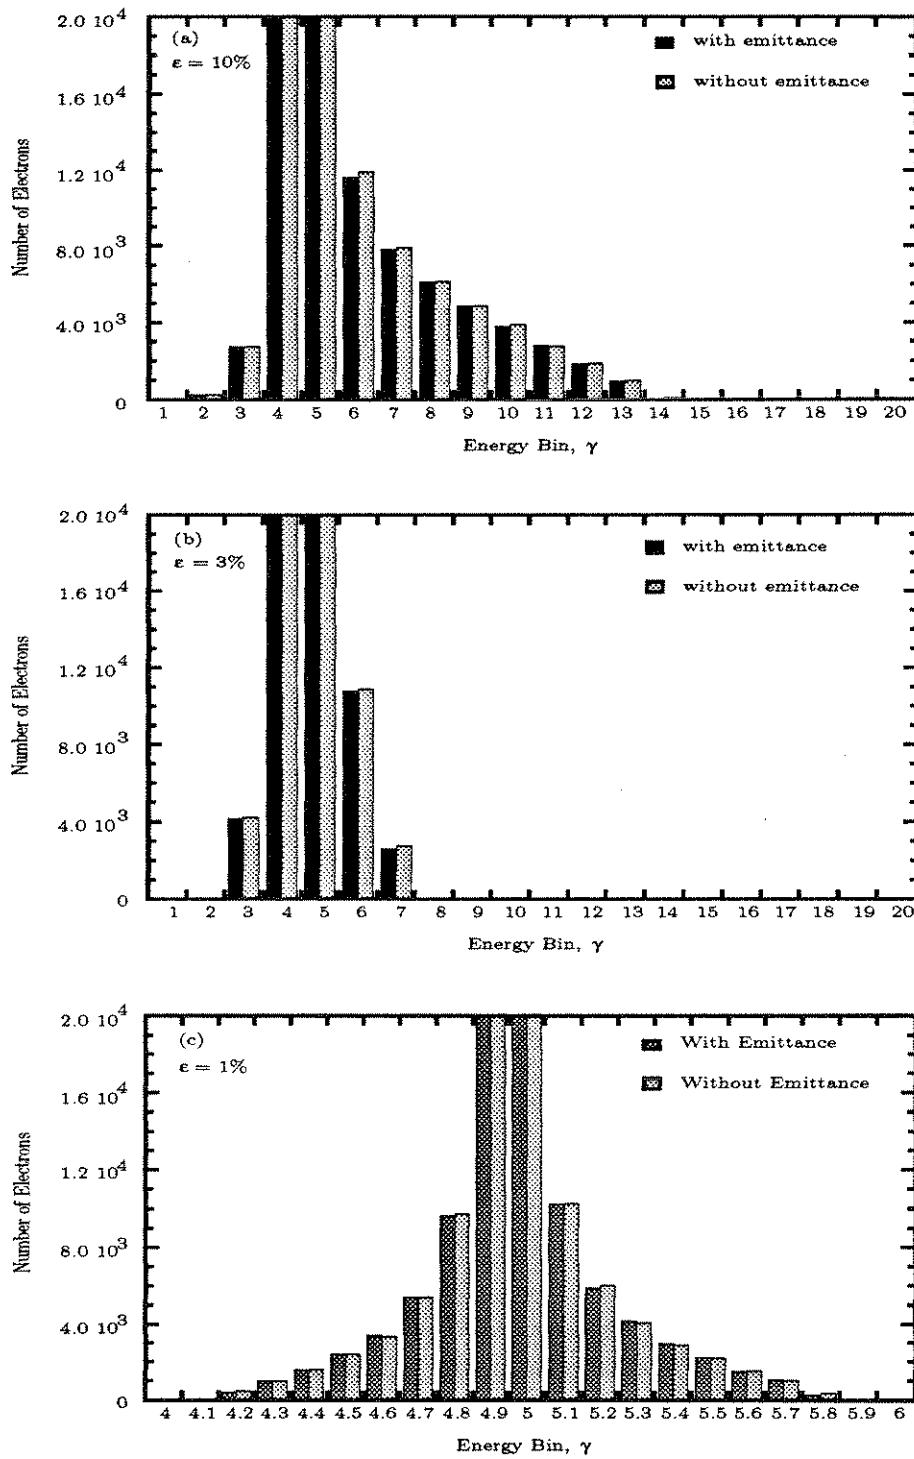 (a)
ε = 10%
with emittance
without emittance
Number of Electrons
2.0 10^4
1.6 10^4
1.2 10^4
8.0 10^3
4.0 10^3
0
1 2 3 4 5 6 7 8 9 10 11 12 13 14 15 16 17 18 19 20
Energy Bin, γ
(b)
ε = 3%
with emittance
without emittance
Number of Electrons
2.0 10^4
1.6 10^4
1.2 10^4
8.0 10^3
4.0 10^3
0
1 2 3 4 5 6 7 8 9 10 11 12 13 14 15 16 17 18 19 20
Energy Bin, γ
(c)
ε = 1%
With Emittance
Without Emittance
Number of Electrons
2.0 10^4
1.6 10^4
1.2 10^4
8.0 10^3
4.0 10^3
0
4 4.1 4.2 4.3 4.4 4.5 4.6 4.7 4.8 4.9 5 5.1 5.2 5.3 5.4 5.5 5.6 5.7 5.8 5.9 6
Energy Bin, γ